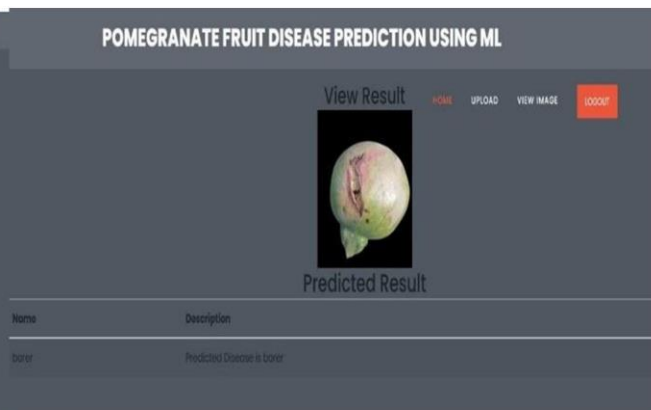 POMEGRANATE FRUIT DISEASE PREDICTION USING ML
View Result
HOME UPLOAD VIEW IMAGE LOGOUT
Predicted Result
Name Description
borer Predicted Disease is borer